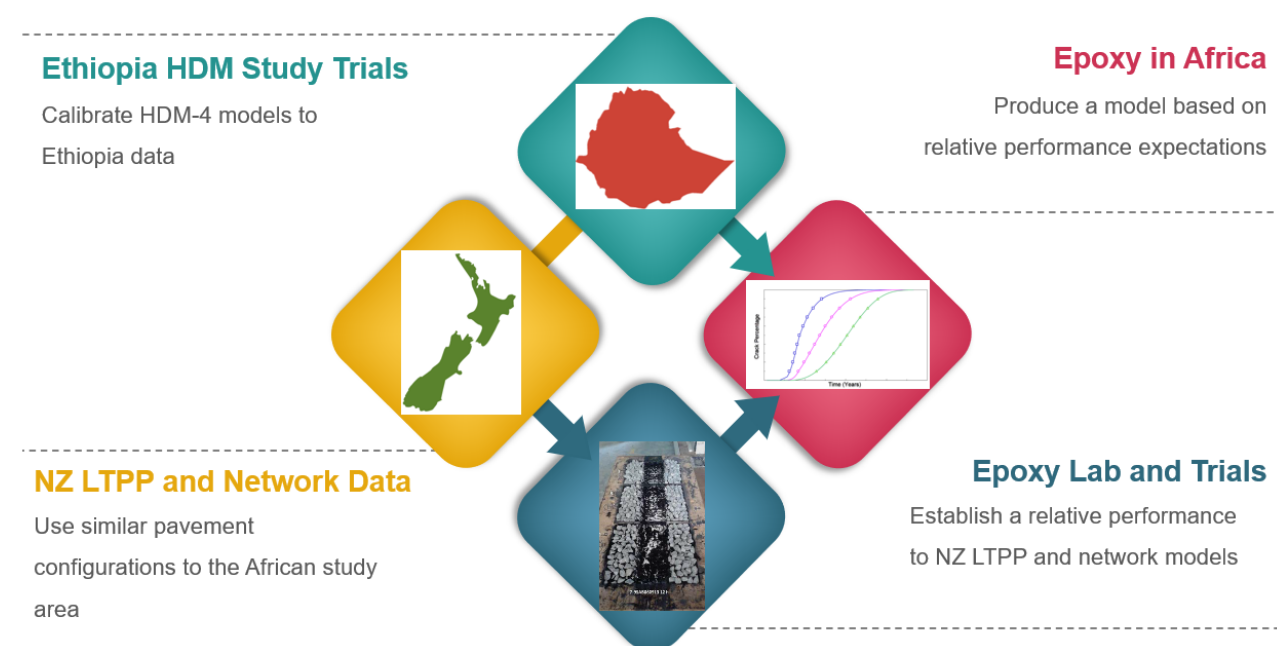 Ethiopia HDM Study Trials
Calibrate HDM-4 models to
Ethiopia data
Epoxy in Africa
Produce a model based on
relative performance expectations
Crack Percentage
Time (Years)
NZ LTPP and Network Data
Use similar pavement
configurations to the African study
area
Epoxy Lab and Trials
Establish a relative performance
to NZ LTPP and network models